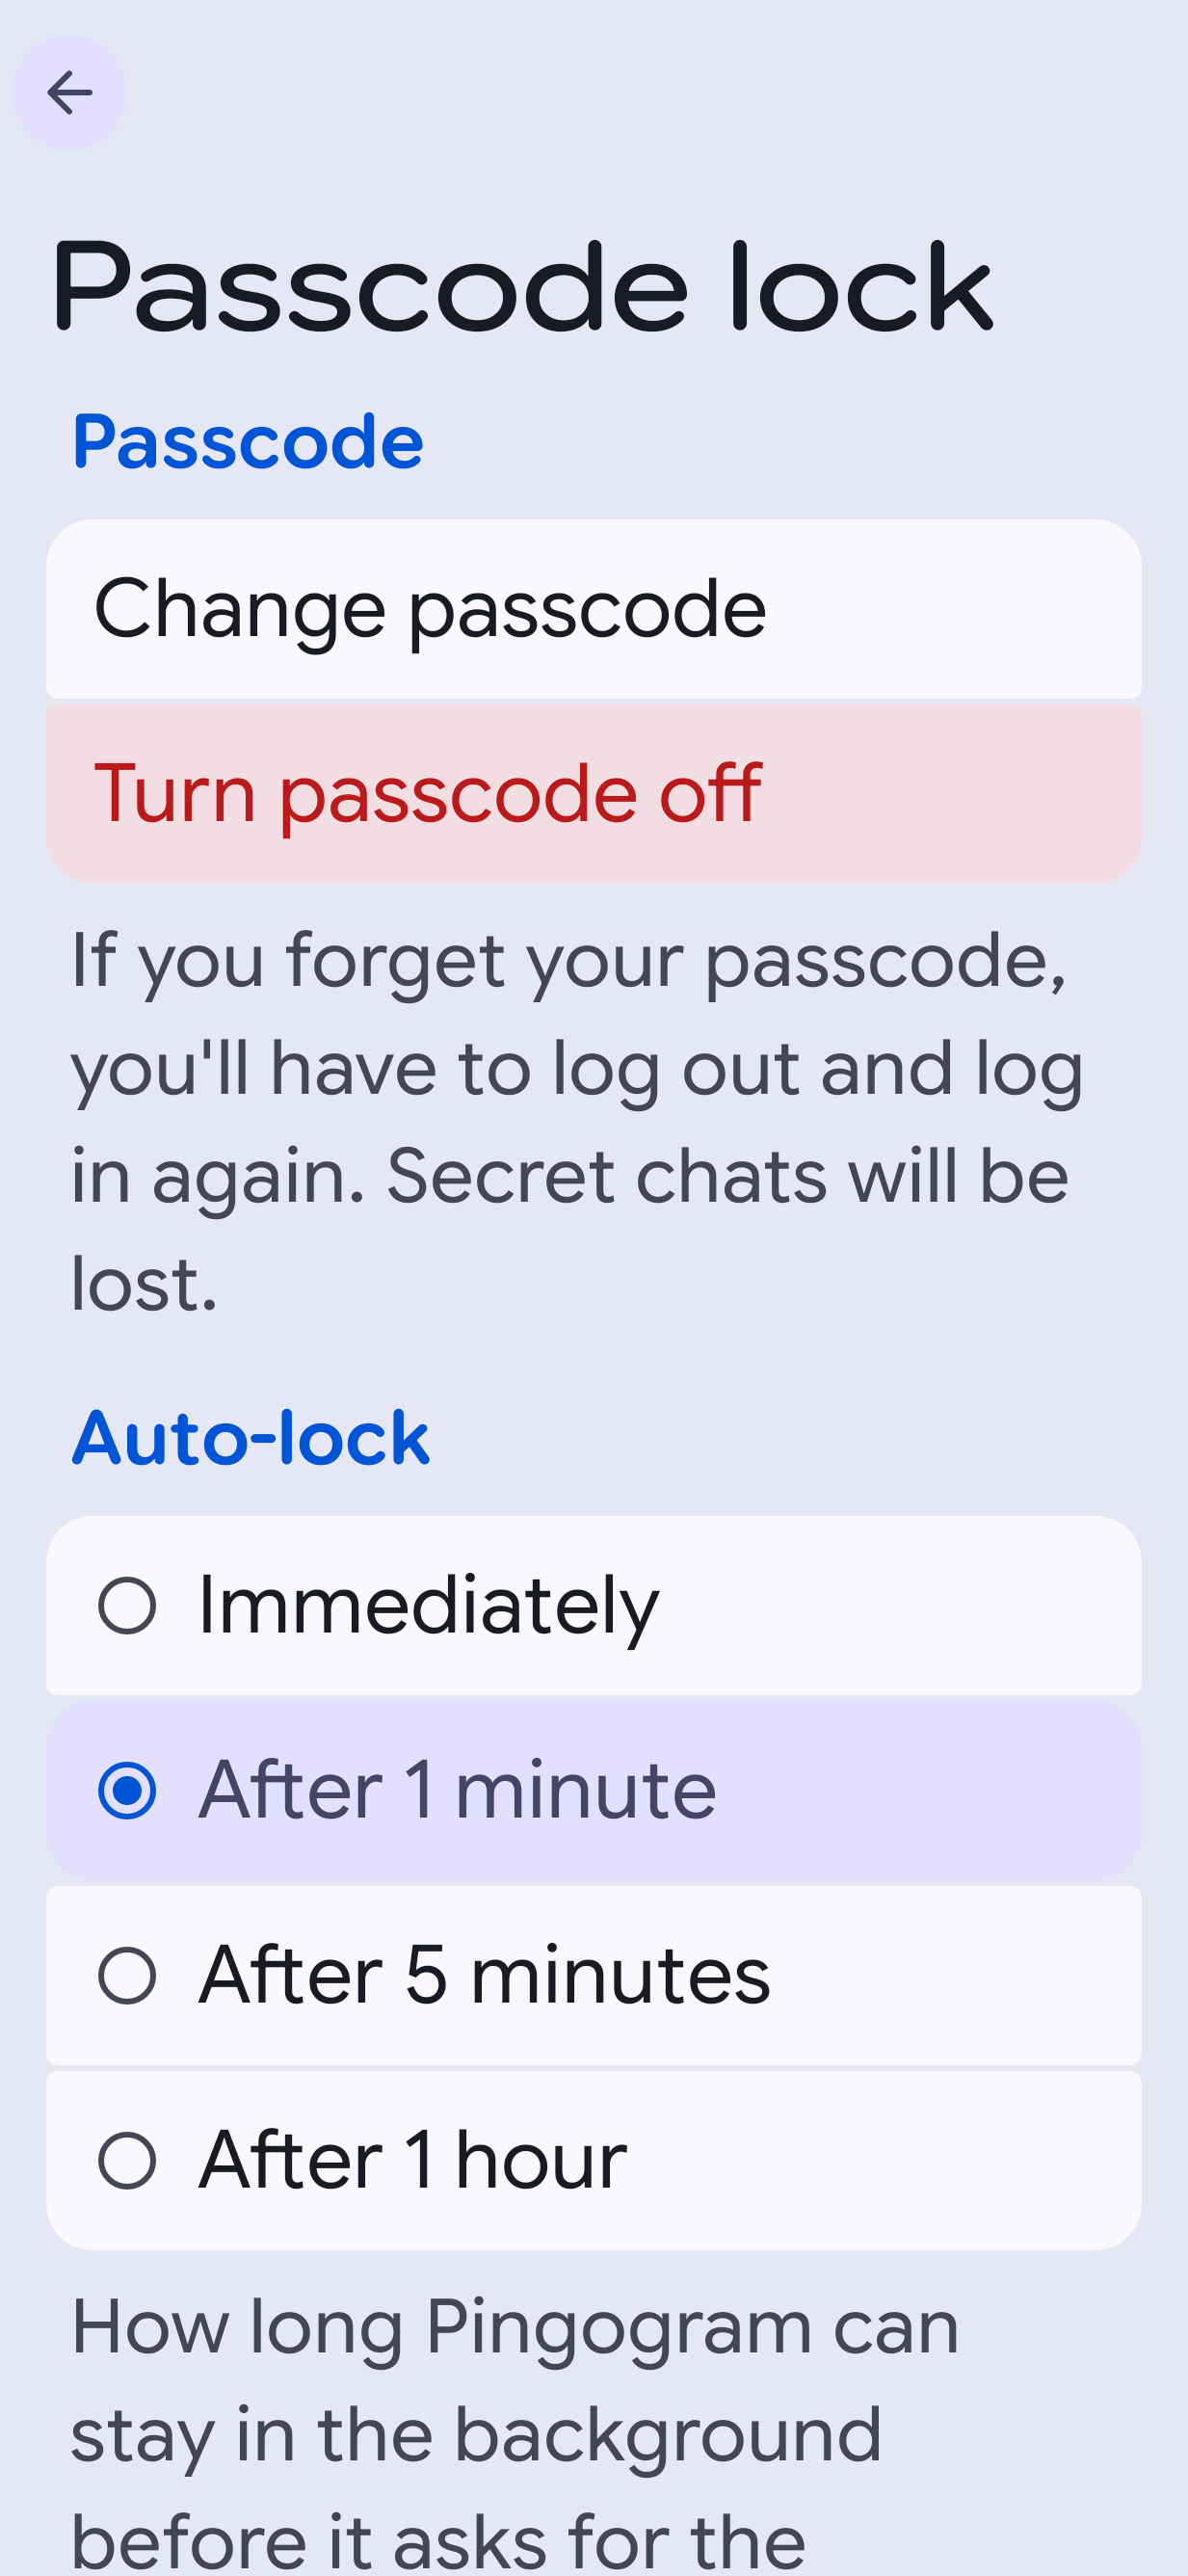 Passcode lock
Passcode
Change passcode
Turn passcode off
If you forget your passcode,
you'll have to log out and log
in again. Secret chats will be
lost.
Auto-lock
Immediately
After 1 minute
After 5 minutes
After 1 hour
How long Pingogram can
stay in the background
before it asks for the